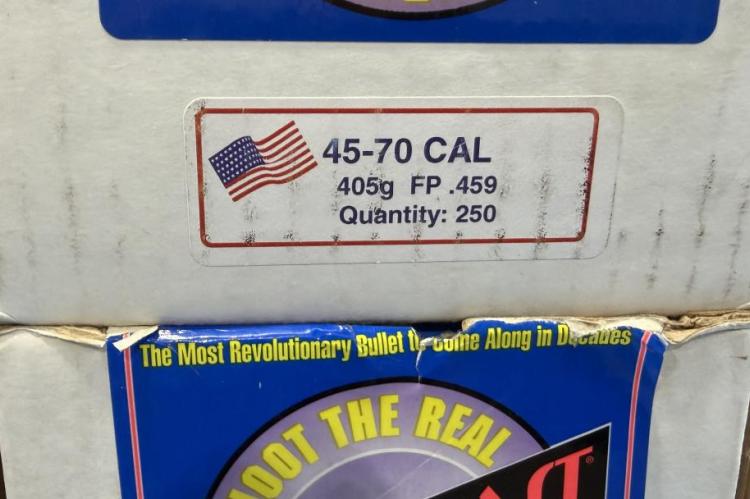 45-70 CAL
405g FP .459
Quantity: 250
The Most Revolutionary Bullet to Come Along in Decades
SHOOT THE REAL